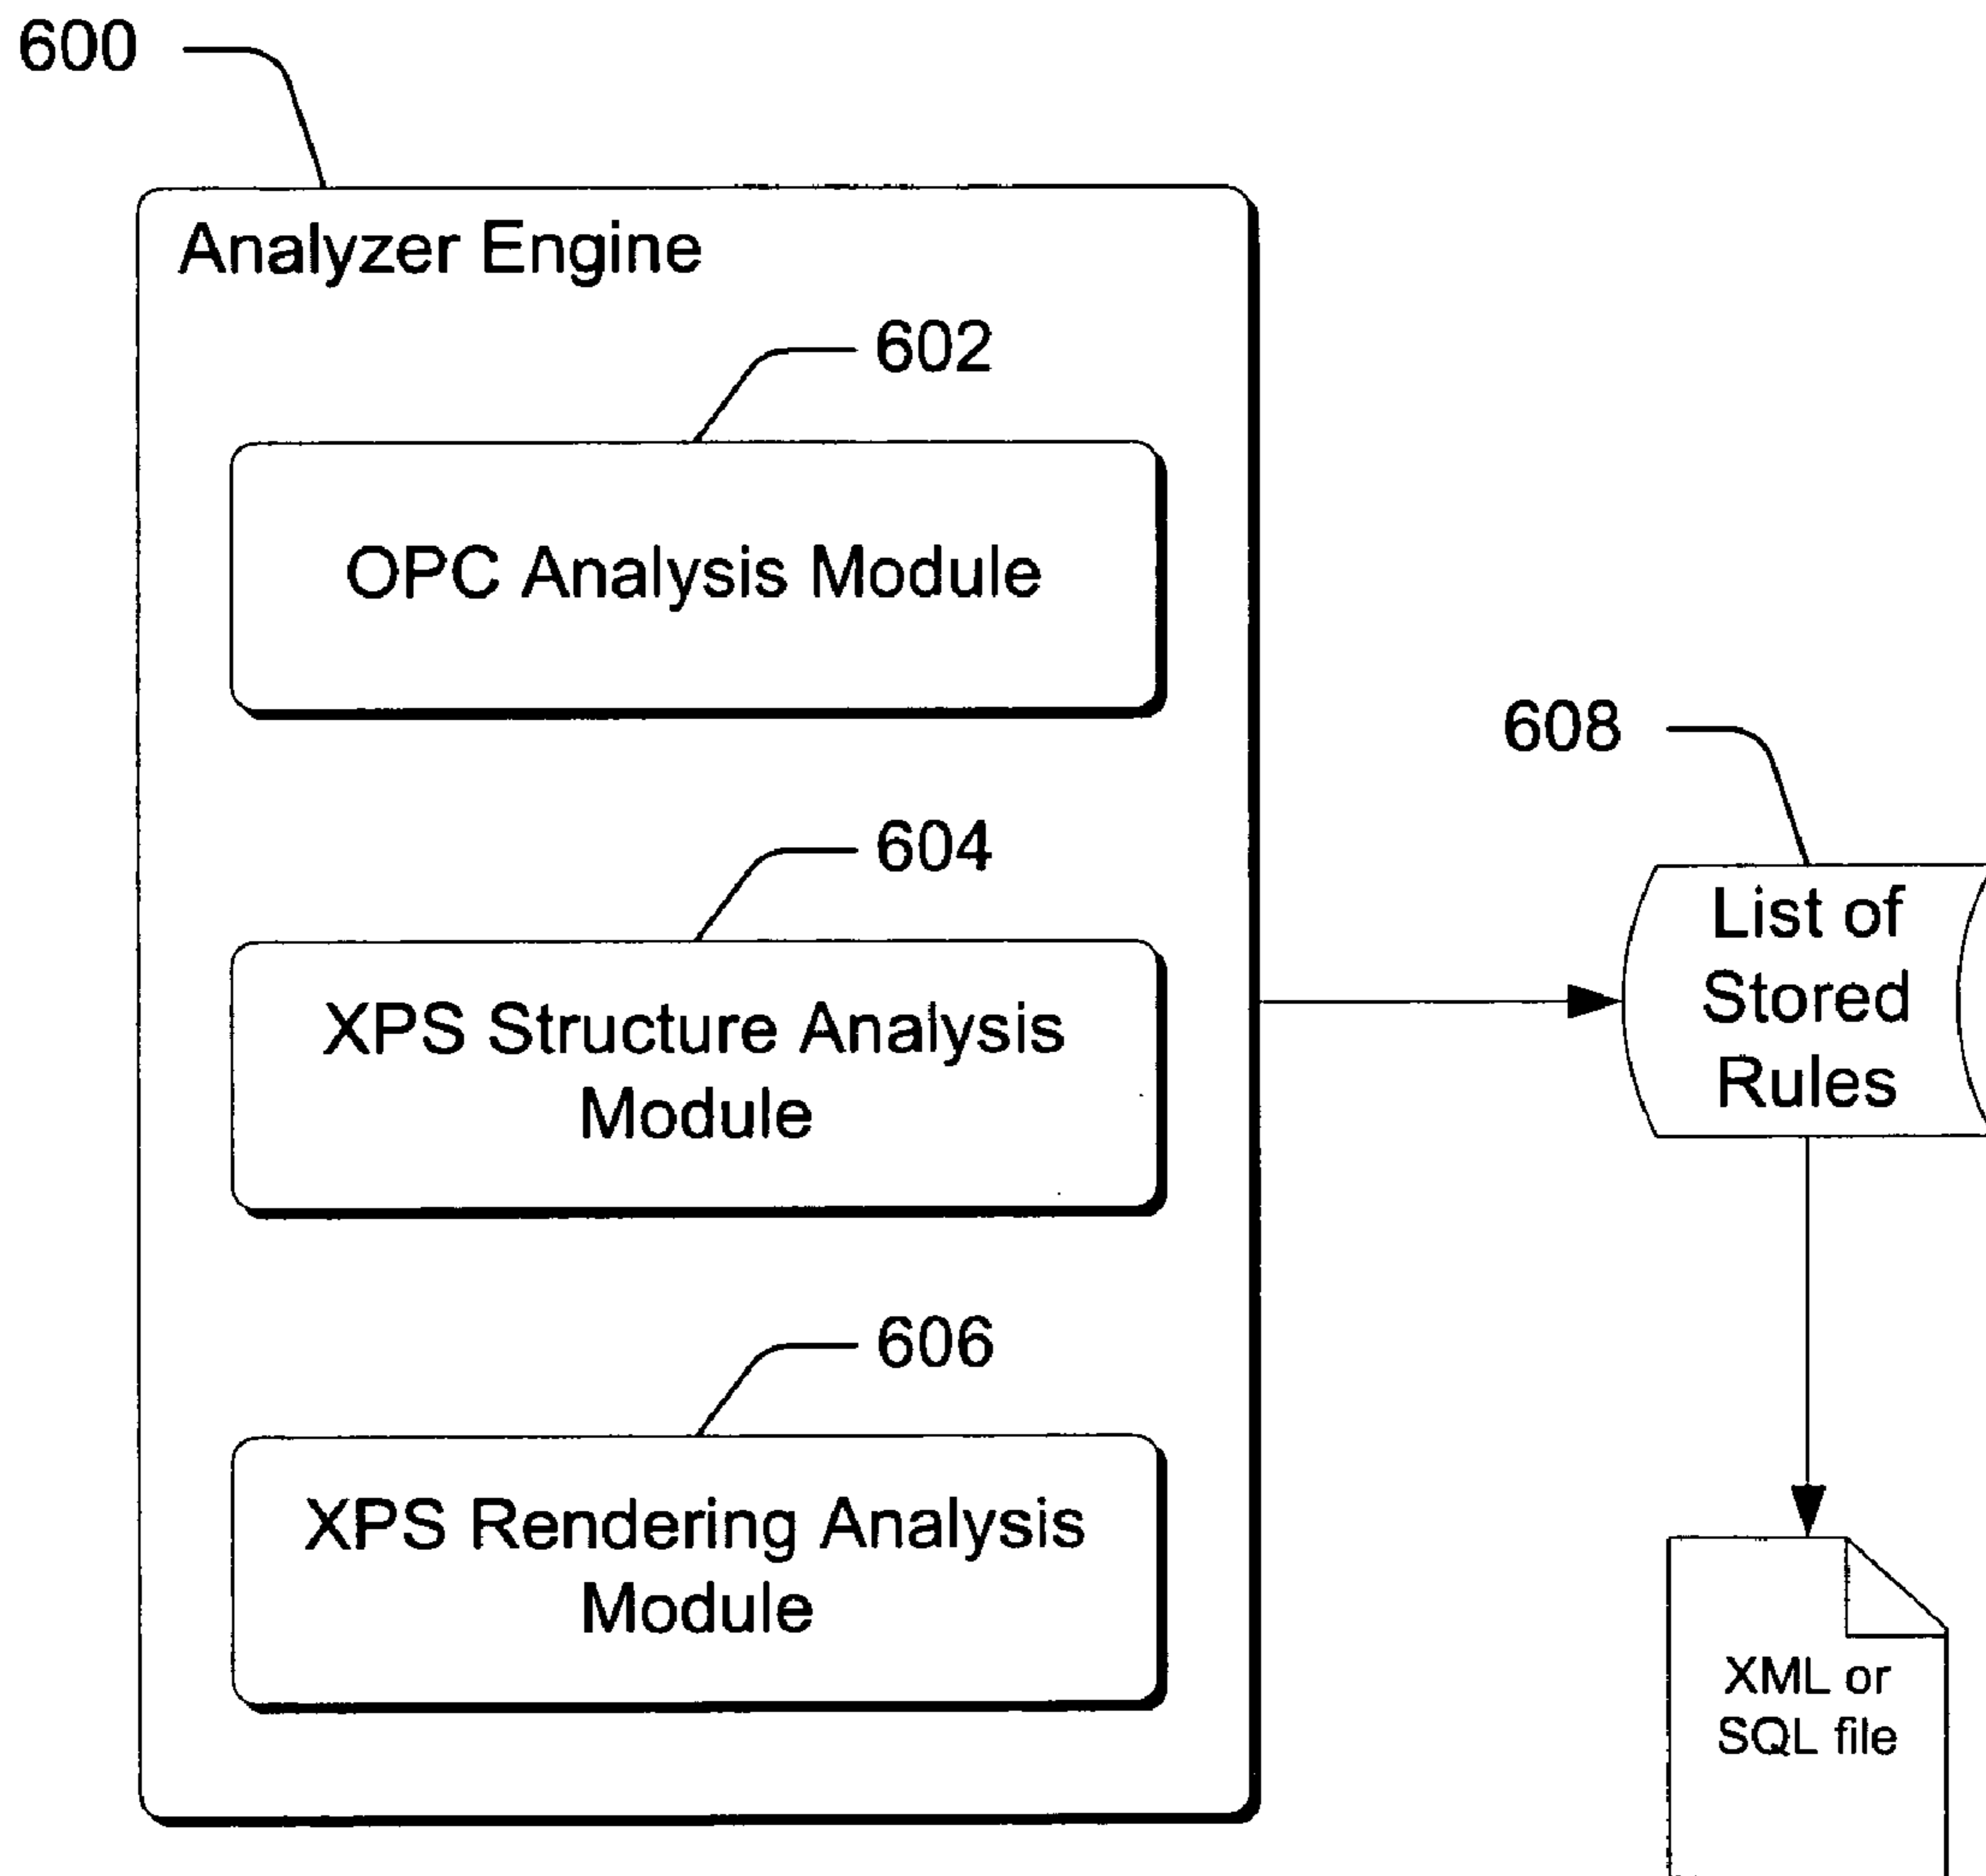 600
Analyzer Engine
602
OPC Analysis Module
604
XPS Structure Analysis
Module
606
XPS Rendering Analysis
Module
608
List of
Stored
Rules
XML or
SQL file